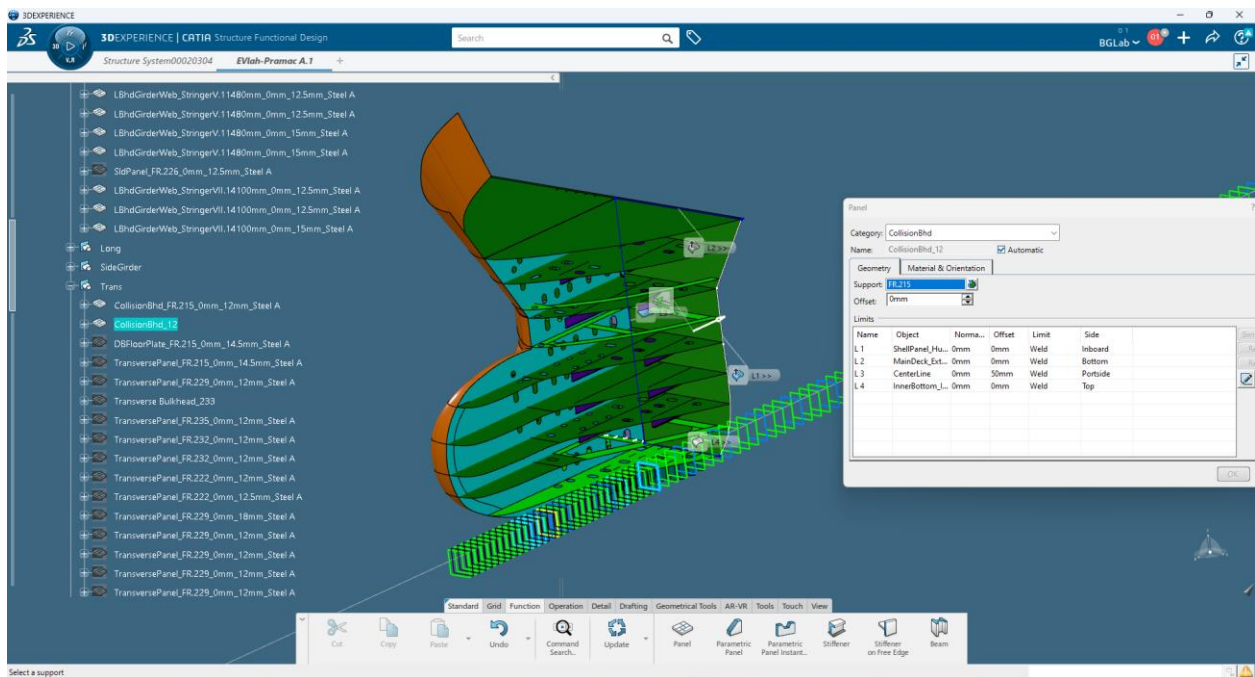 3DEXPERIENCE
3DEXPERIENCE | CATIA Structure Functional Design
Search
BGLab
Structure System00020304
EVlah-Pramac A.1
LBhdGirderWeb_StringerV.11480mm_0mm_12.5mm_Steel A
LBhdGirderWeb_StringerV.11480mm_0mm_12.5mm_Steel A
LBhdGirderWeb_StringerV.11480mm_0mm_15mm_Steel A
LBhdGirderWeb_StringerV.11480mm_0mm_15mm_Steel A
SldPanel_FR.226_0mm_12.5mm_Steel A
LBhdGirderWeb_StringerVII.14100mm_0mm_12.5mm_Steel A
LBhdGirderWeb_StringerVII.14100mm_0mm_12.5mm_Steel A
LBhdGirderWeb_StringerVII.14100mm_0mm_15mm_Steel A
Long
SideGirder
Trans
CollisionBhd_FR.215_0mm_12mm_Steel A
CollisionBhd_12
DBFloorPlate_FR.215_0mm_14.5mm_Steel A
TransversePanel_FR.215_0mm_14.5mm_Steel A
TransversePanel_FR.229_0mm_12mm_Steel A
Transverse Bulkhead_233
TransversePanel_FR.235_0mm_12mm_Steel A
TransversePanel_FR.232_0mm_12mm_Steel A
TransversePanel_FR.232_0mm_12mm_Steel A
TransversePanel_FR.222_0mm_12mm_Steel A
TransversePanel_FR.222_0mm_12.5mm_Steel A
TransversePanel_FR.229_0mm_18mm_Steel A
TransversePanel_FR.229_0mm_12mm_Steel A
TransversePanel_FR.229_0mm_12mm_Steel A
TransversePanel_FR.229_0mm_12mm_Steel A
TransversePanel_FR.229_0mm_12mm_Steel A
L2 >>
L1 >>
Panel
Category: CollisionBhd
Name: CollisionBhd_12 Automatic
Geometry Material & Orientation
Support: FR.215
Offset: 0mm
Limits
Name Object Norma... Offset Limit Side
L 1 ShellPanel_Hu... 0mm 0mm Weld Inboard
L 2 MainDeck_Ext... 0mm 0mm Weld Bottom
L 3 CenterLine 0mm 50mm Weld Portside
L 4 InnerBottom_I... 0mm 0mm Weld Top
OK
Standard Grid Function Operation Detail Drafting Geometrical Tools AR-VR Tools Touch View
Cut Copy Paste Undo Command Search... Update Panel Parametric Panel Parametric Panel Instant... Stiffener Stiffener on Free Edge Beam
Select a support